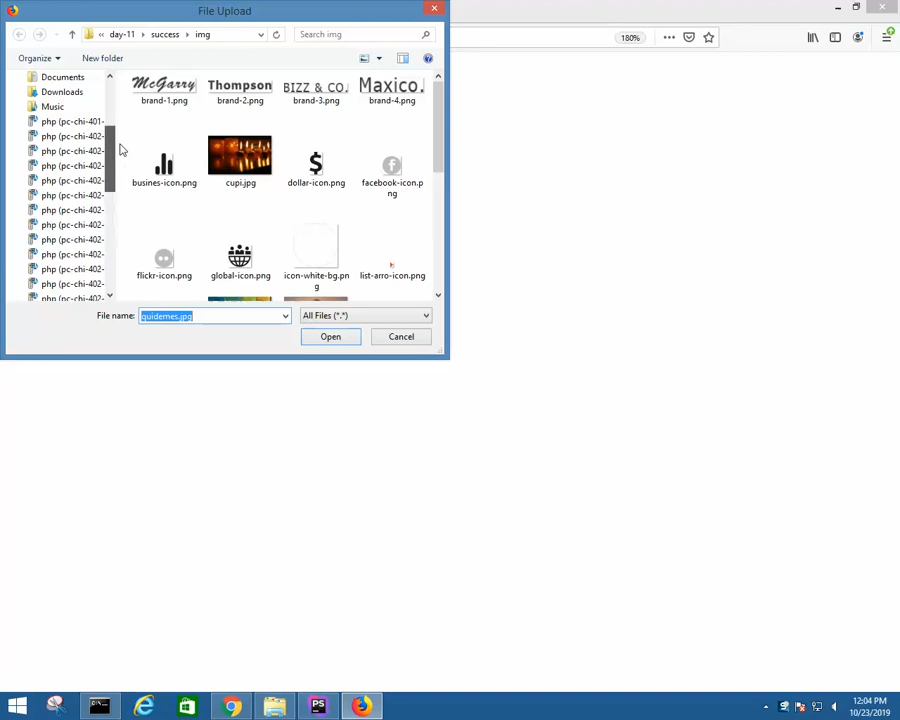 File Upload
« day-11 success img
Search img
180%
Organize
New folder
Documents
Downloads
Music
php (pc-chi-401-
php (pc-chi-402-
php (pc-chi-402-
php (pc-chi-402-
php (pc-chi-402-
php (pc-chi-402-
php (pc-chi-402-
php (pc-chi-402-
php (pc-chi-402-
php (pc-chi-402-
php (pc-chi-402-
php (pc-chi-402-
php (pc-chi-402-
McGarry Thompson BIZZ & CO. Maxico.
brand-1.png brand-2.png brand-3.png brand-4.png
$
f
busines-icon.png cupi.jpg dollar-icon.png facebook-icon.p
ng
flickr-icon.png global-icon.png icon-white-bg.pn list-arro-icon.png
g
File name: quidemes.jpg All Files (*.*)
Open Cancel
PS
12:04 PM
10/23/2019